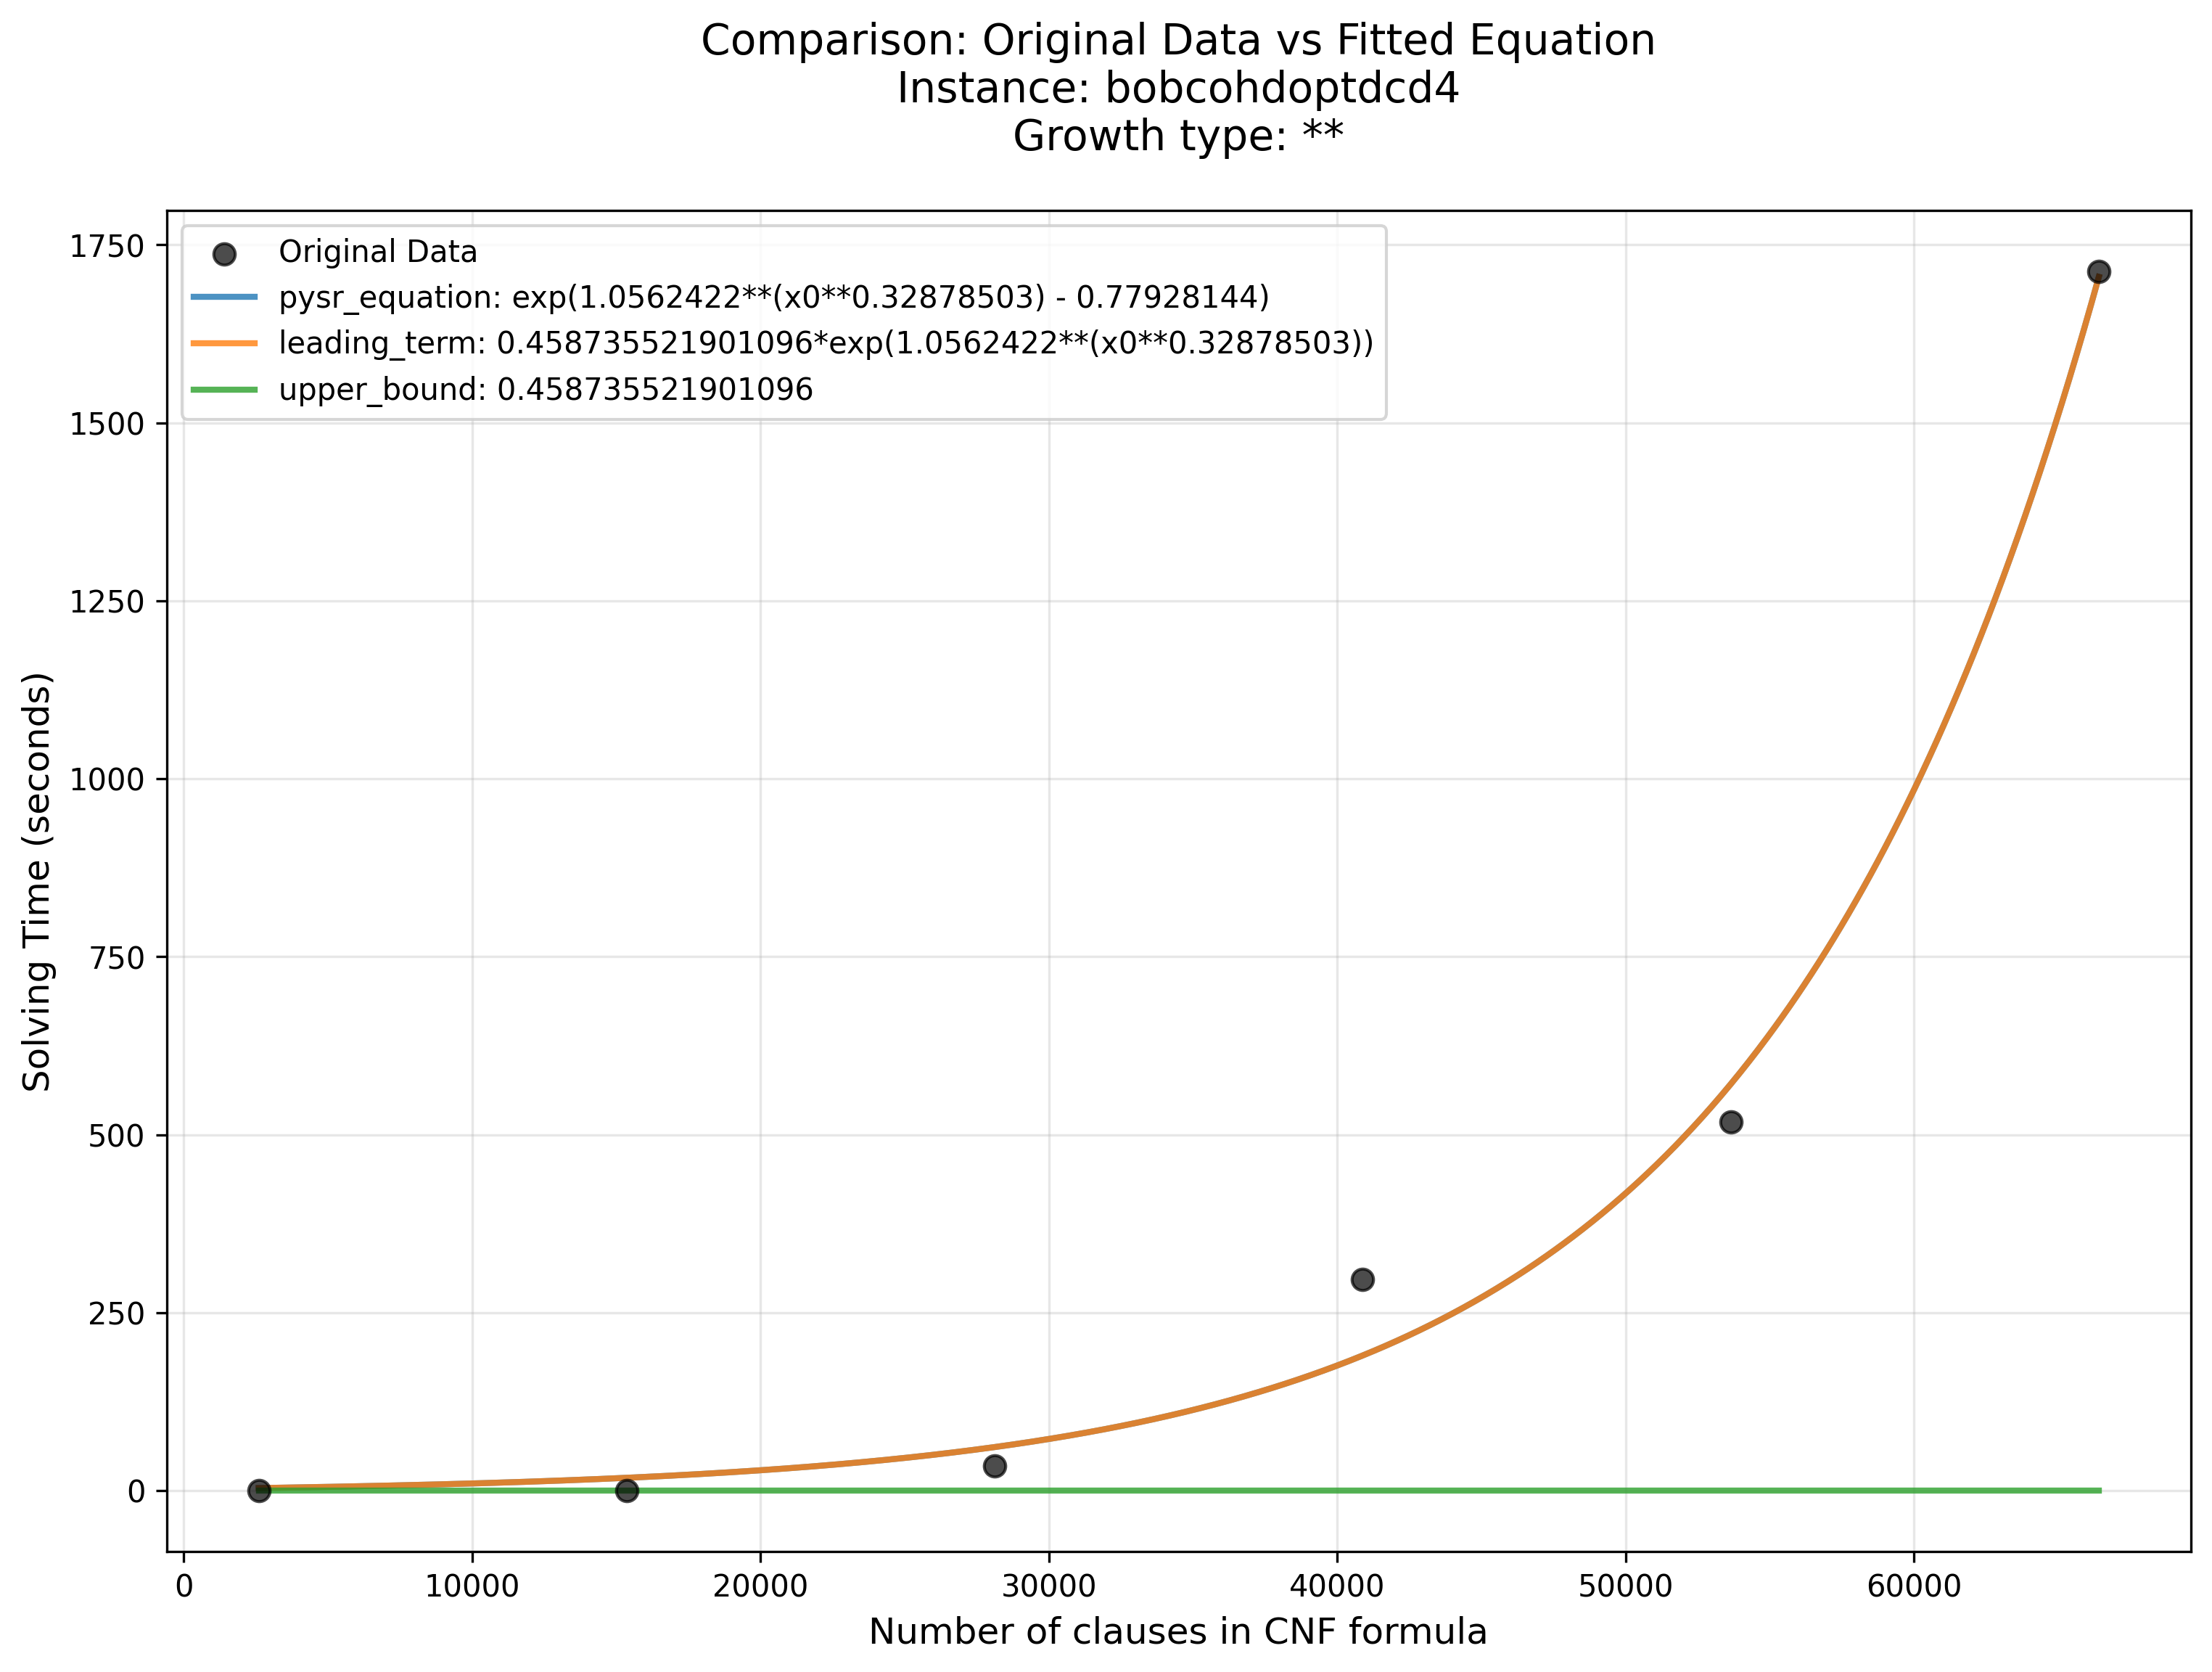 Comparison: Original Data vs Fitted Equation
Instance: bobcohdoptdcd4
Growth type: **
Original Data
pysr_equation: exp(1.0562422**(x0**0.32878503) - 0.77928144)
leading_term: 0.458735521901096*exp(1.0562422**(x0**0.32878503))
upper_bound: 0.458735521901096
Solving Time (seconds)
1750
1500
1250
1000
750
500
250
0
0 10000 20000 30000 40000 50000 60000
Number of clauses in CNF formula